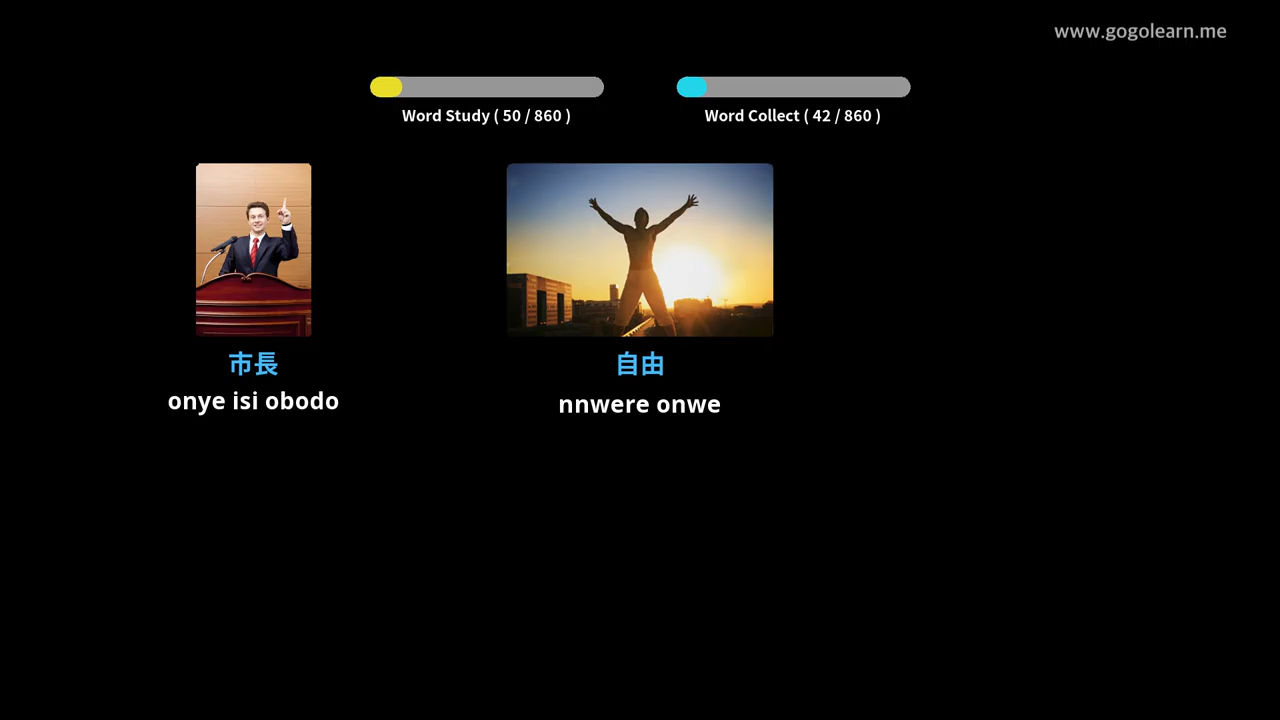 www.gogolearn.me
Word Study ( 50 / 860 )
Word Collect ( 42 / 860 )
市長
onye isi obodo
自由
nnwere onwe